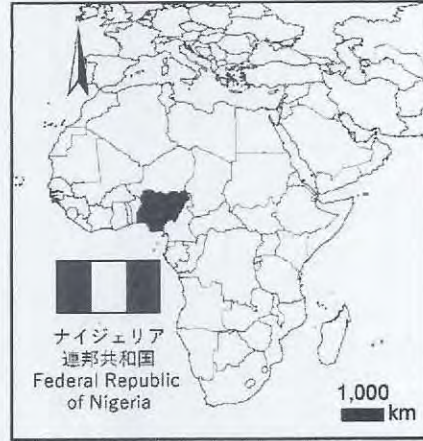 ナイジェリア
連邦共和国
Federal Republic
of Nigeria
1,000
km